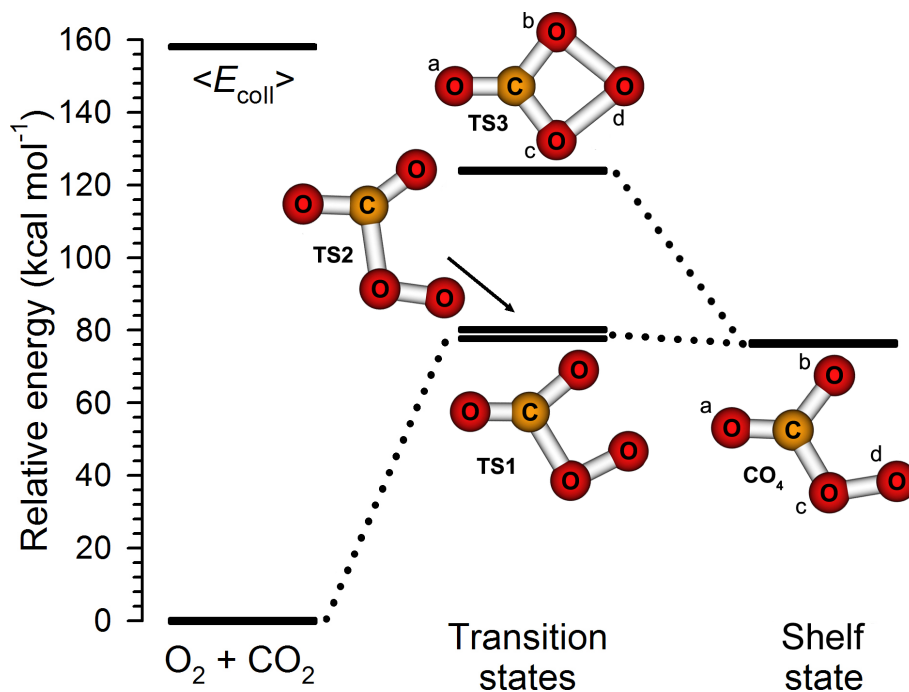 Relative energy (kcal mol⁻¹)
160
140
120
100
80
60
40
20
0
<E_coll>
O₂ + CO₂
a
b
c
d
O
C
O
O
O
TS3
O
O
C
O
O
TS2
O
O
C
O
O
TS1
a
b
c
d
O
O
C
O
O
CO₄
Transition
states
Shelf
state